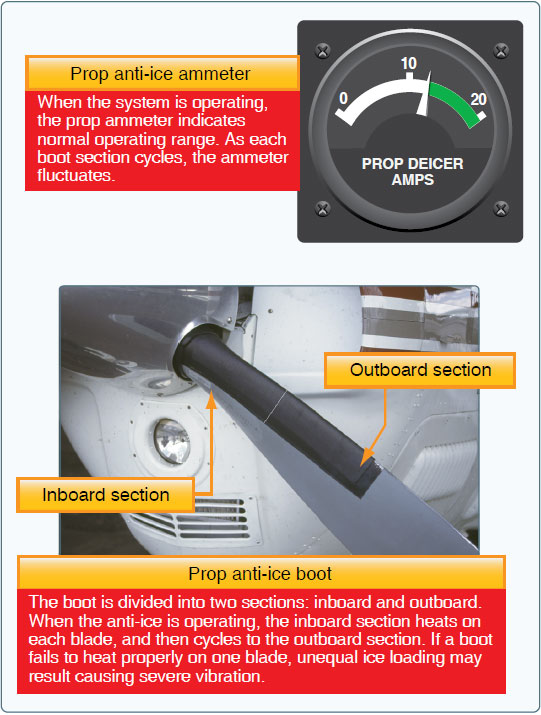 Prop anti-ice ammeter
When the system is operating,
the prop ammeter indicates
normal operating range. As each
boot section cycles, the ammeter
fluctuates.
0
10
20
PROP DEICER
AMPS
Outboard section
Inboard section
Prop anti-ice boot
The boot is divided into two sections: inboard and outboard.
When the anti-ice is operating, the inboard section heats on
each blade, and then cycles to the outboard section. If a boot
fails to heat properly on one blade, unequal ice loading may
result causing severe vibration.